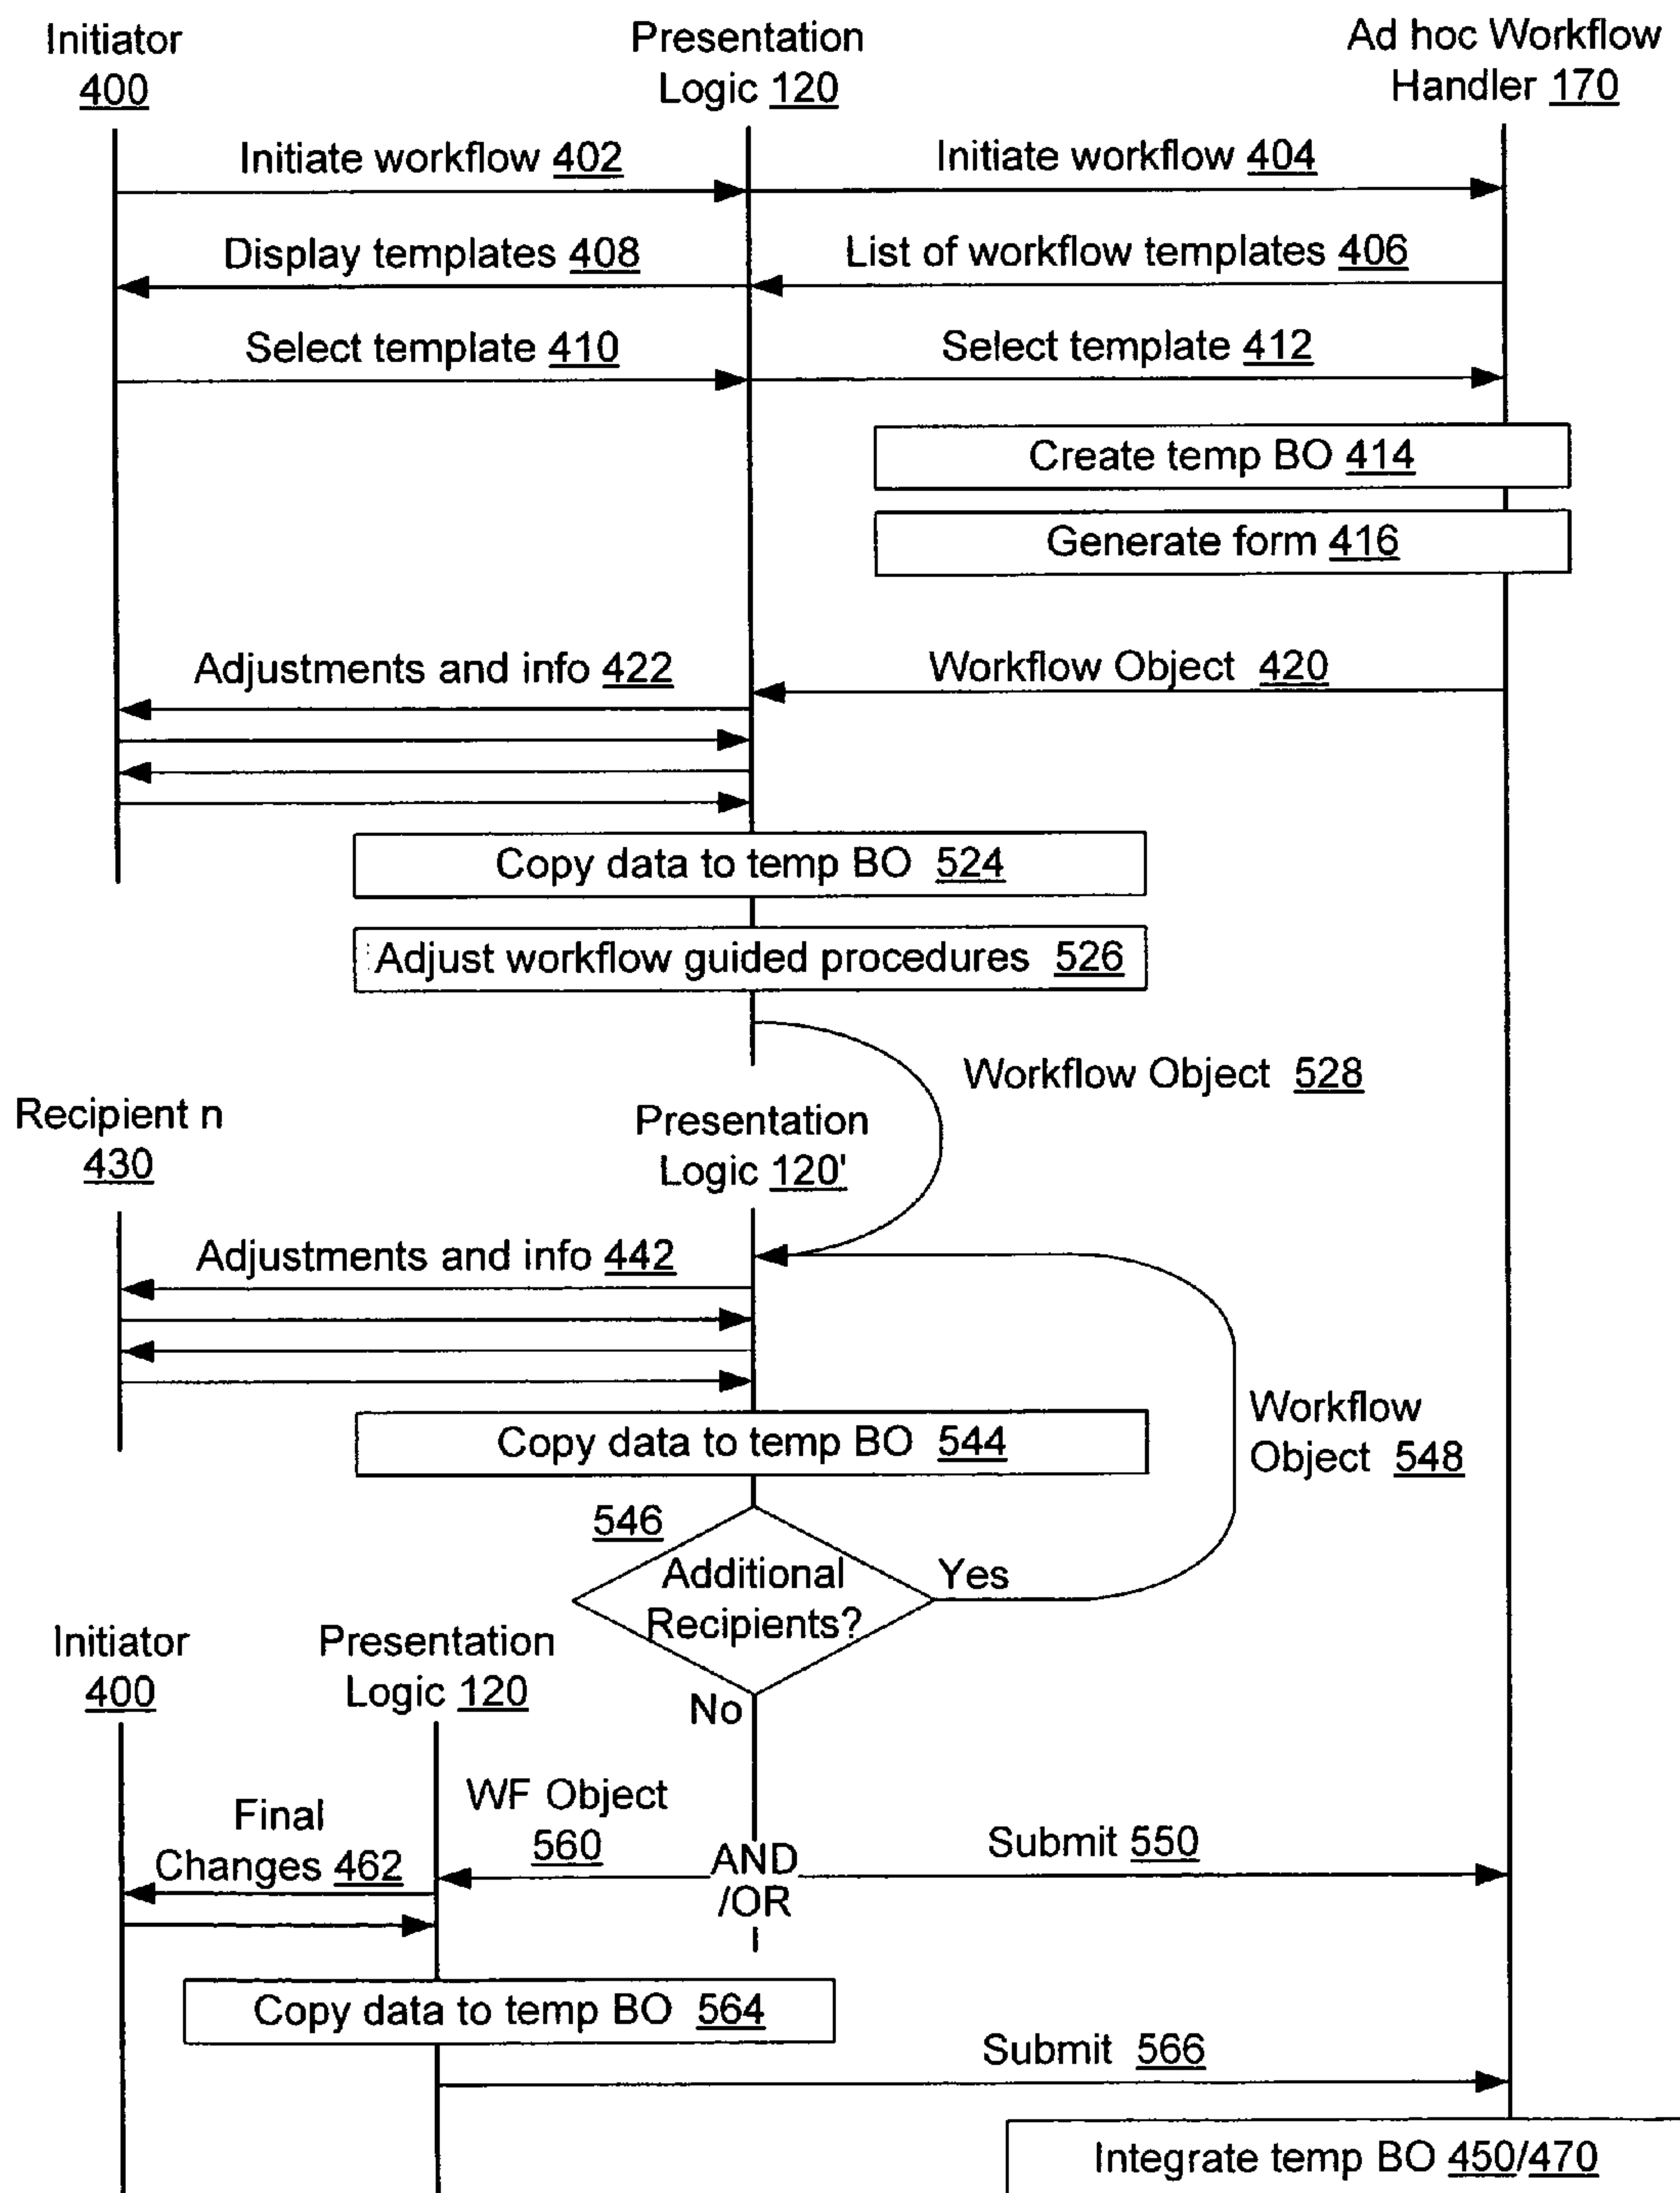 Initiator
400
Presentation
Logic 120
Ad hoc Workflow
Handler 170
Initiate workflow 402
Initiate workflow 404
Display templates 408
List of workflow templates 406
Select template 410
Select template 412
Create temp BO 414
Generate form 416
Adjustments and info 422
Workflow Object 420
Copy data to temp BO 524
Adjust workflow guided procedures 526
Workflow Object 528
Recipient n
430
Presentation
Logic 120'
Adjustments and info 442
Workflow
Object 548
Copy data to temp BO 544
546
Additional
Recipients?
Yes
No
Initiator
400
Presentation
Logic 120
Final
Changes 462
WF Object
560
AND
/OR
Submit 550
Copy data to temp BO 564
Submit 566
Integrate temp BO 450/470